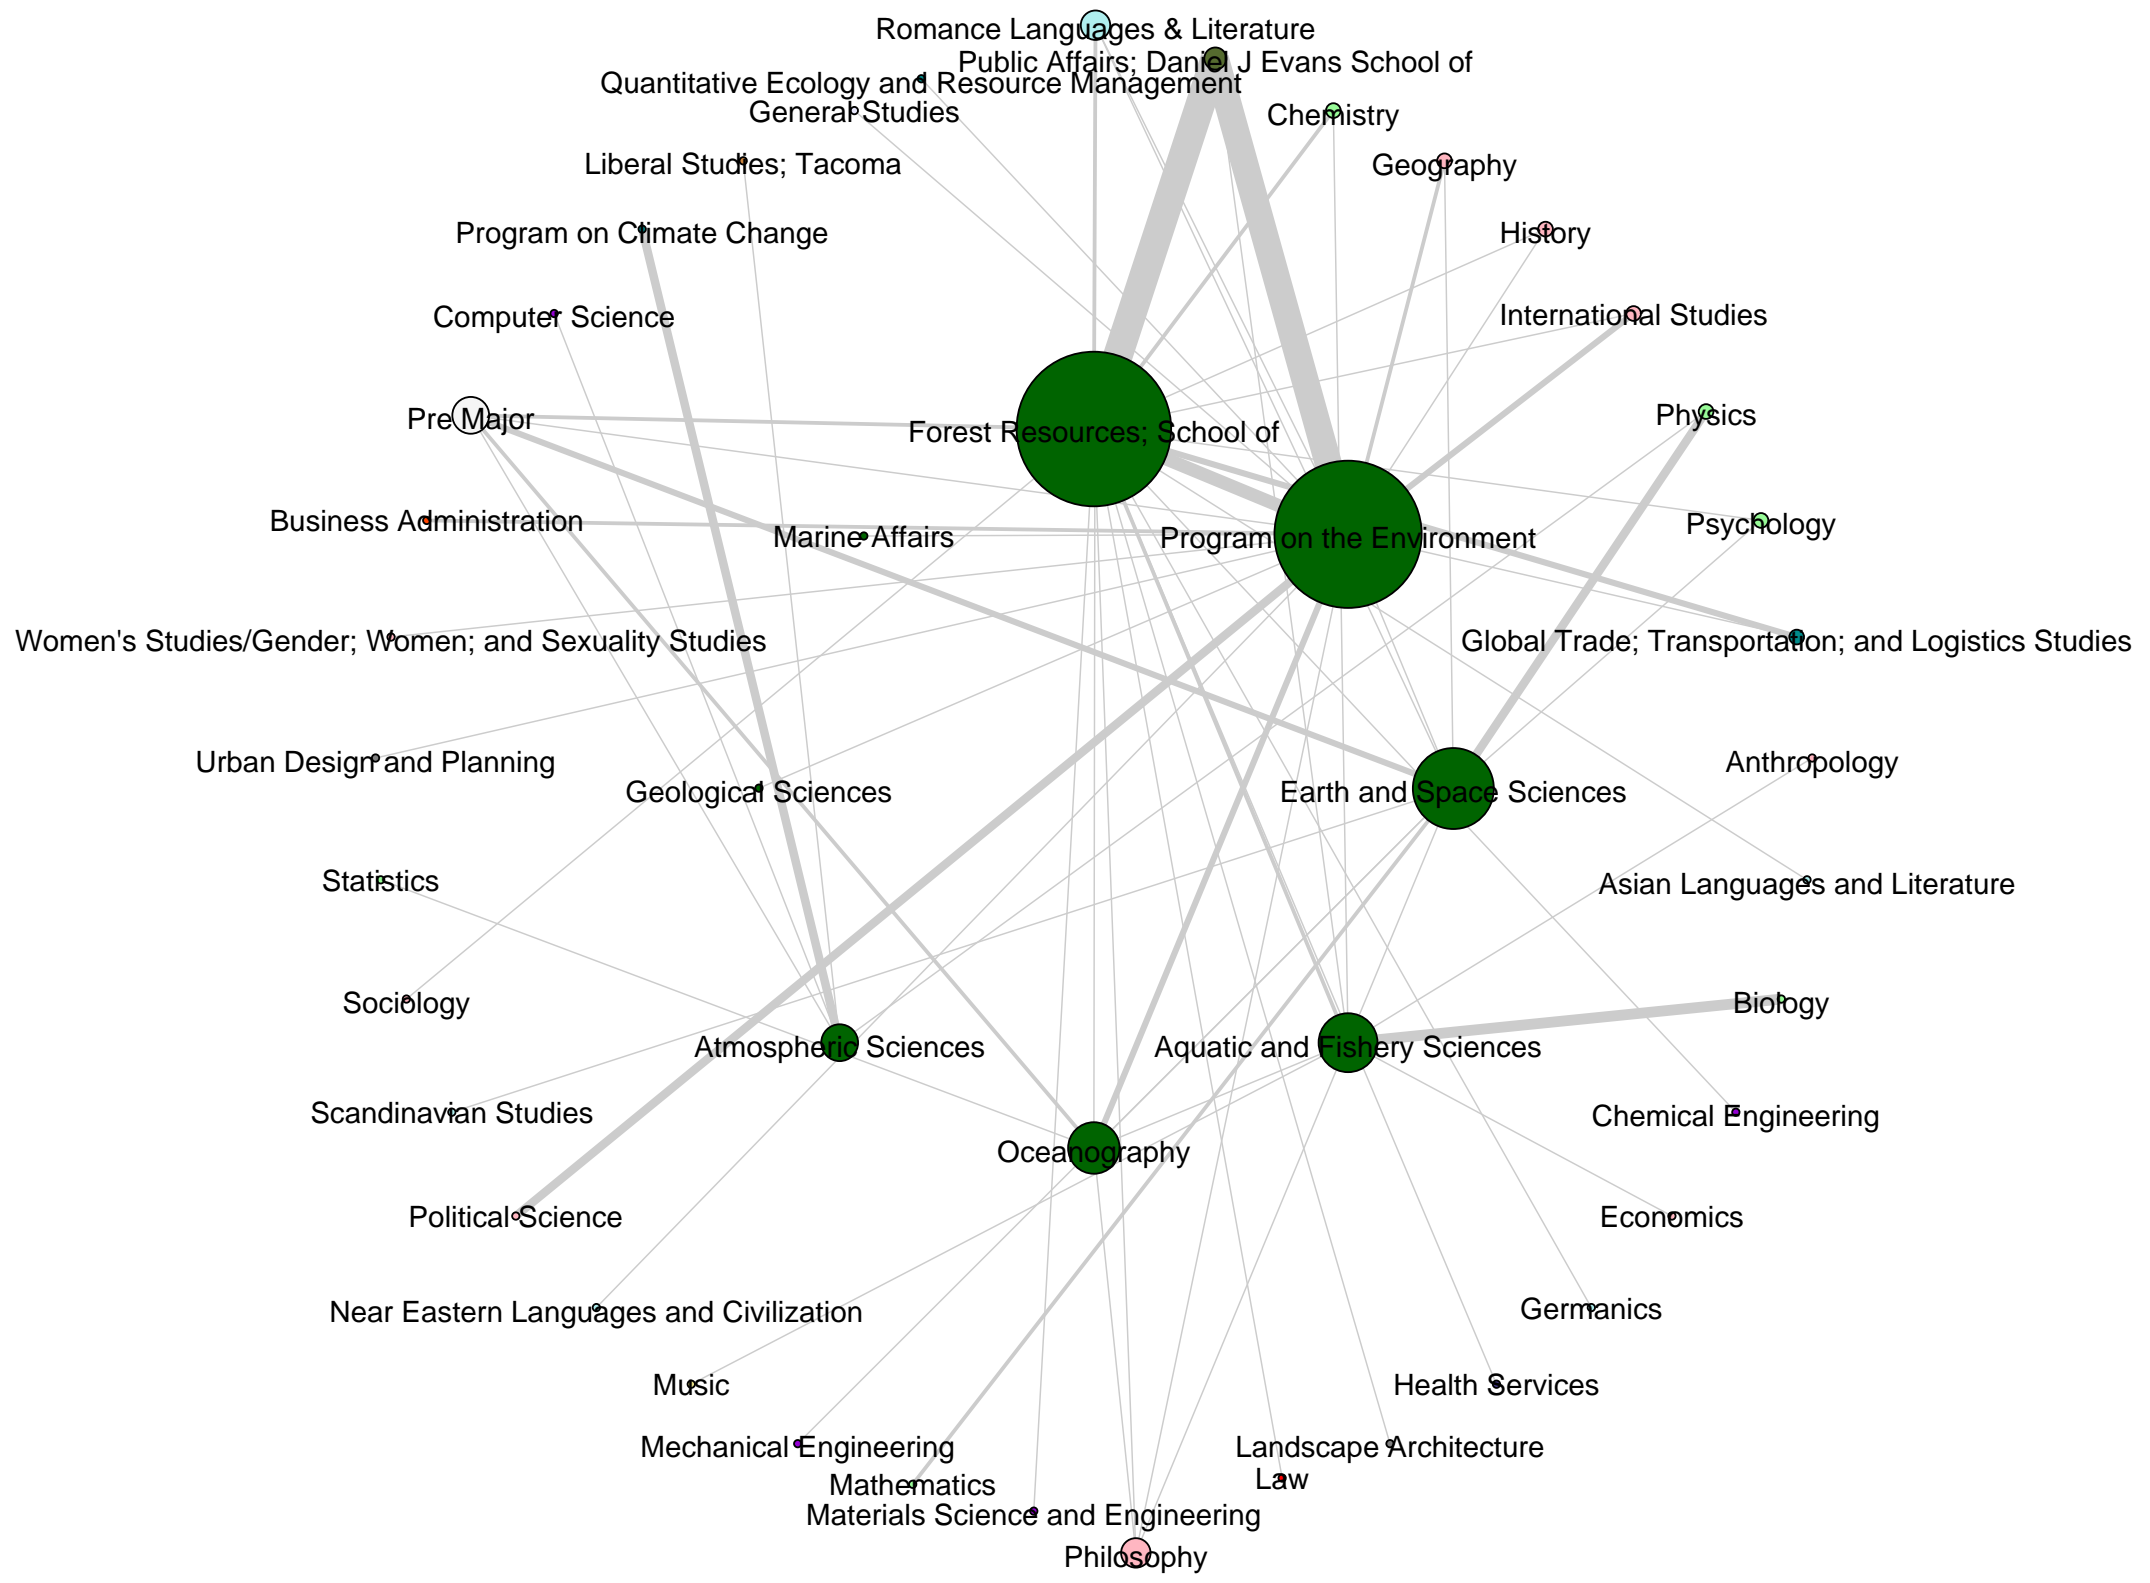 Romance Languages & Literature
Public Affairs; Daniel J Evans School of
Quantitative Ecology and Resource Management
General Studies
Chemistry
Liberal Studies; Tacoma
Geography
Program on Climate Change
History
Computer Science
International Studies
Pre Major
Forest Resources; School of
Physics
Business Administration
Marine Affairs
Program on the Environment
Psychology
Women's Studies/Gender; Women; and Sexuality Studies
Global Trade; Transportation; and Logistics Studies
Urban Design and Planning
Geological Sciences
Earth and Space Sciences
Anthropology
Statistics
Asian Languages and Literature
Sociology
Atmospheric Sciences
Aquatic and Fishery Sciences
Biology
Scandinavian Studies
Oceanography
Chemical Engineering
Political Science
Economics
Near Eastern Languages and Civilization
Germanics
Music
Health Services
Mechanical Engineering
Landscape Architecture
Mathematics
Law
Materials Science and Engineering
Philosophy